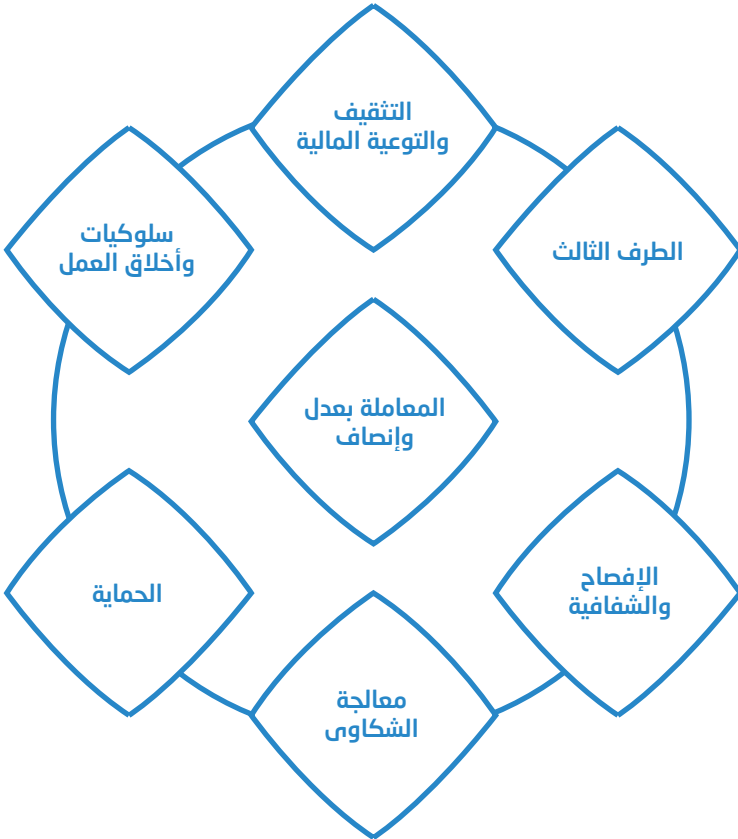 التثقيف
والتوعية المالية
الطرف الثالث
سلوكيات
وأخلاق العمل
المعاملة بعدل
وإنصاف
الإفصاح
والشفافية
الحماية
معالجة
الشكاوى